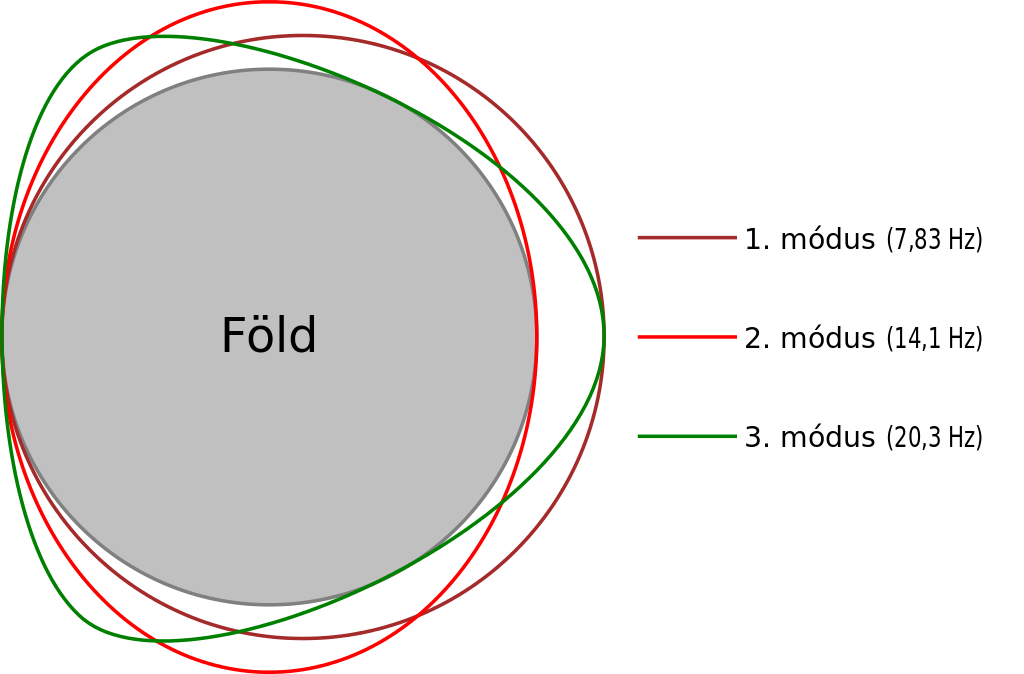 Föld
1. módus (7,83 Hz)
2. módus (14,1 Hz)
3. módus (20,3 Hz)